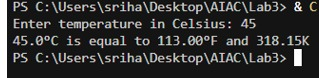 PS C:\Users\sriha\Desktop\AIAC\Lab3> & C
Enter temperature in Celsius: 45
45.0°C is equal to 113.00°F and 318.15K
PS C:\Users\sriha\Desktop\AIAC\Lab3>